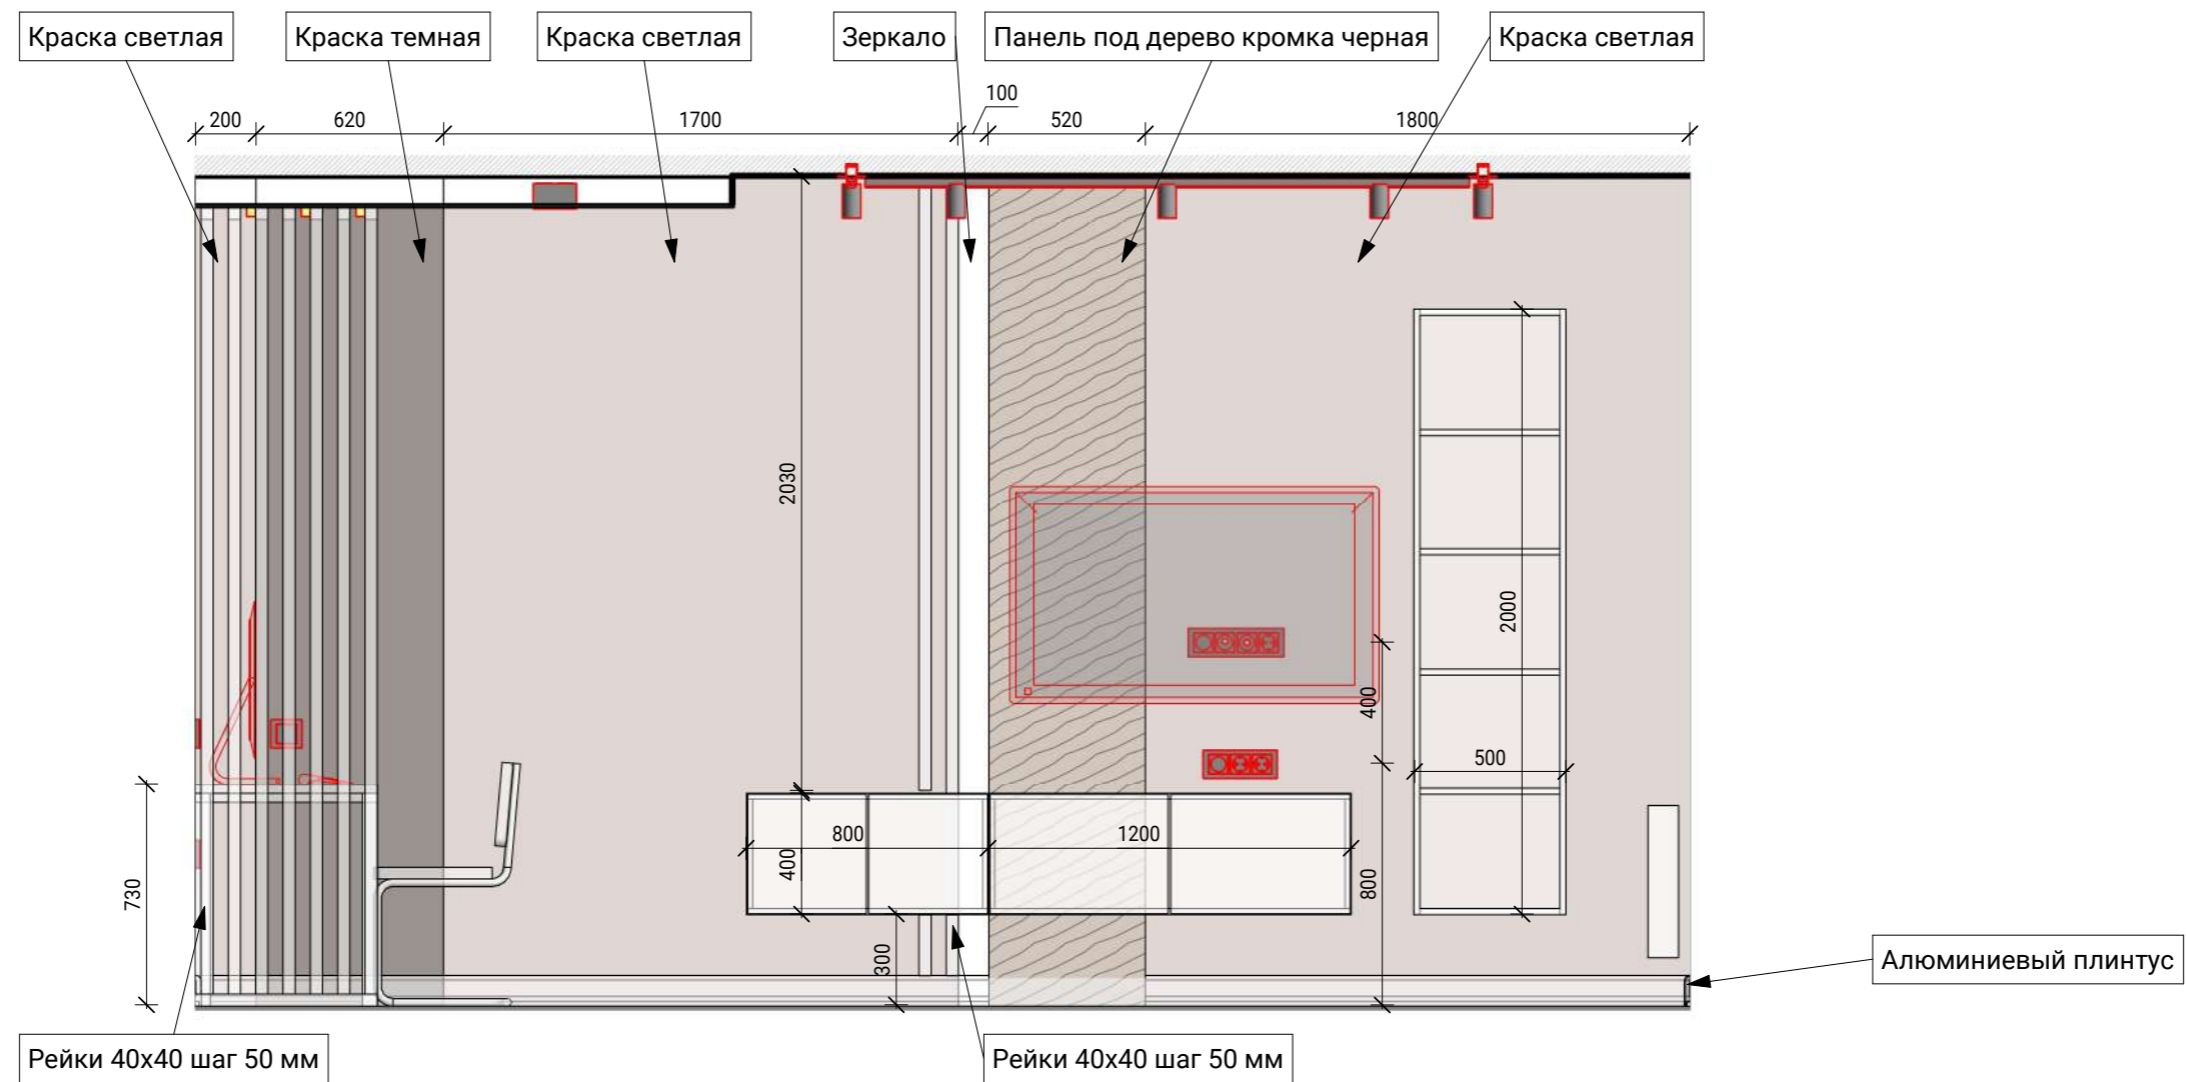 Краска светлая
Краска темная
Краска светлая
Зеркало
Панель под дерево кромка черная
Краска светлая
100
200
620
1700
520
1800
2030
2000
400
500
800
1200
400
800
730
300
Алюминиевый плинтус
Рейки 40x40 шаг 50 мм
Рейки 40x40 шаг 50 мм